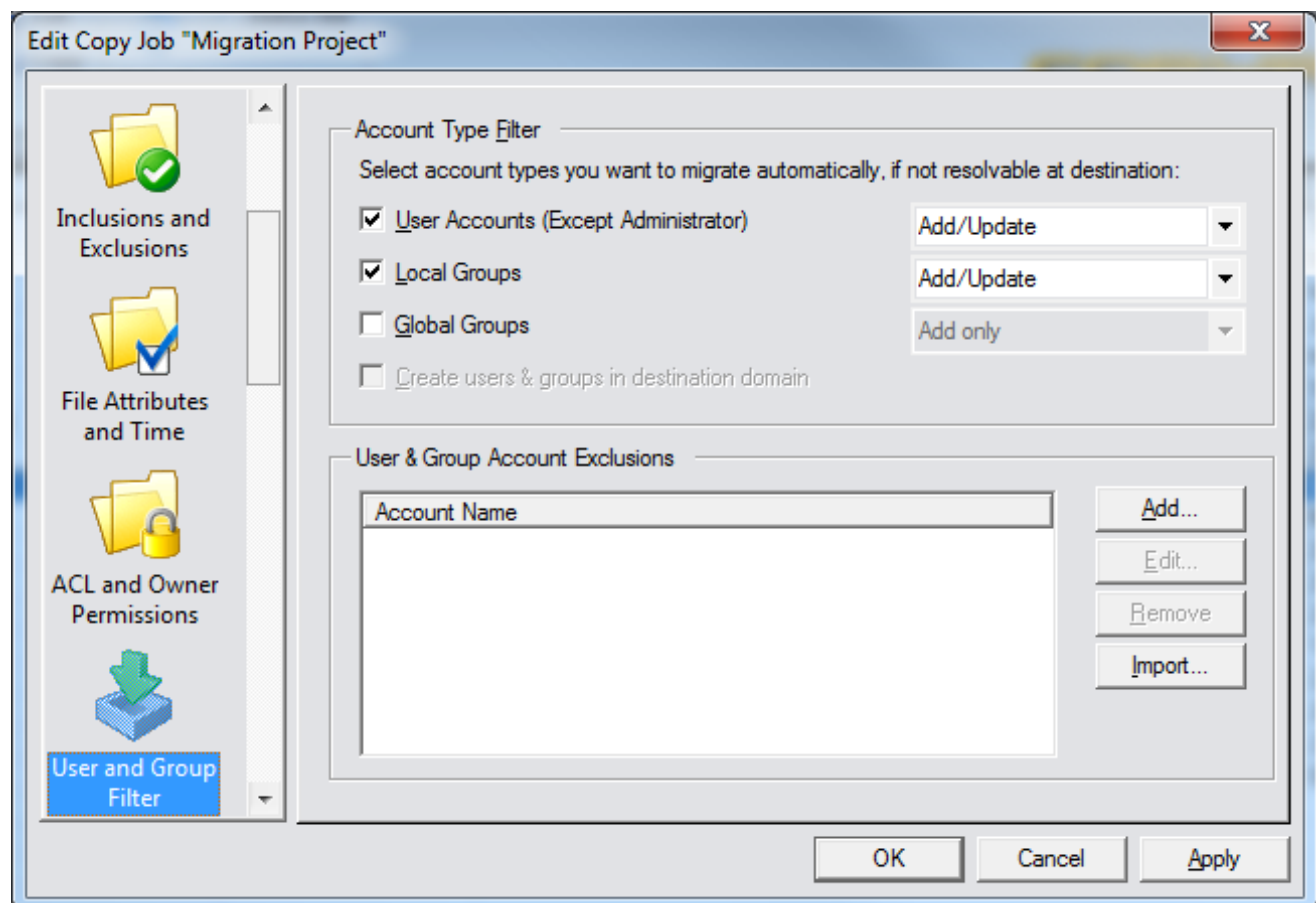 Edit Copy Job "Migration Project"
Inclusions and
Exclusions
File Attributes
and Time
ACL and Owner
Permissions
User and Group
Filter
Account Type Filter
Select account types you want to migrate automatically, if not resolvable at destination:
User Accounts (Except Administrator) Add/Update
Local Groups Add/Update
Global Groups Add only
Create users & groups in destination domain
User & Group Account Exclusions
Account Name
Add...
Edit...
Remove
Import...
OK Cancel Apply